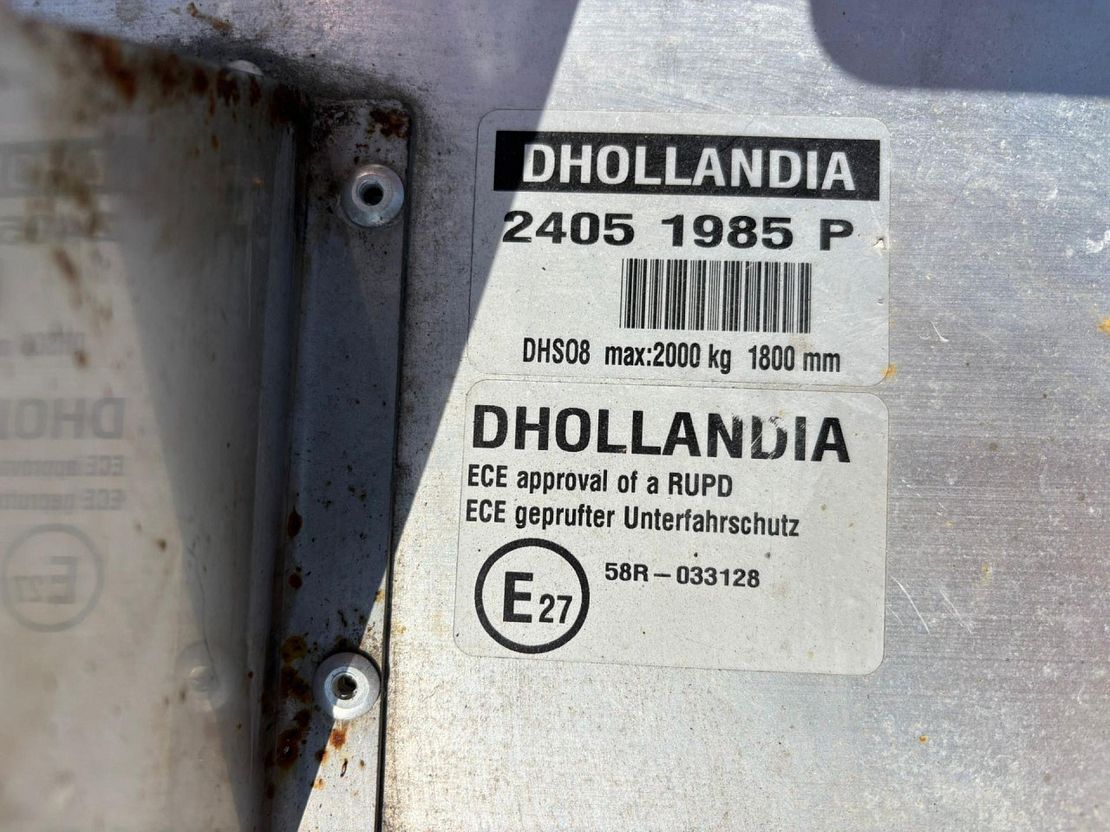 DHOLLANDIA
2405 1985 P
DHSO8 max:2000 kg 1800 mm
DHOLLANDIA
ECE approval of a RUPD
ECE geprufter Unterfahrschutz
E27 58R-033128